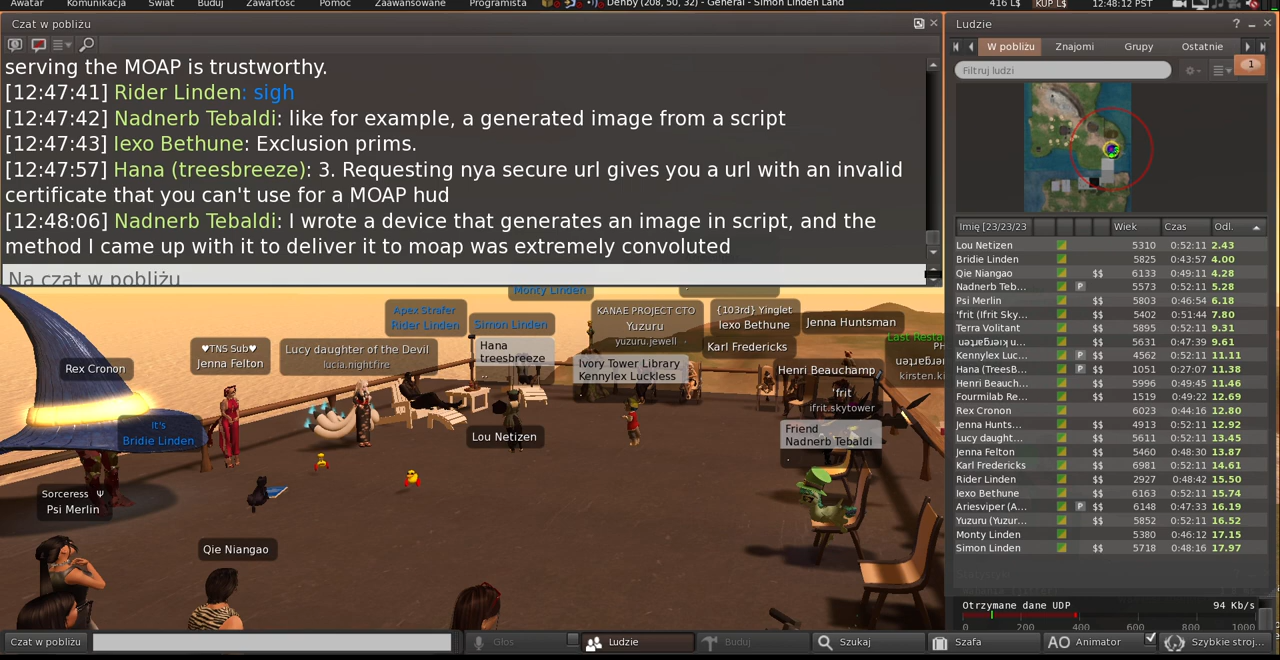 Awatar Komunikacja Świat Buduj Zawartość Pomoc Zaawansowane Programista Denby (208, 50, 32) - General - Simon Linden Land 416 L$ KUP L$ 12:48:12 PST
Czat w pobliżu
serving the MOAP is trustworthy.
[12:47:41] Rider Linden: sigh
[12:47:42] Nadnerb Tebaldi: like for example, a generated image from a script
[12:47:43] Iexo Bethune: Exclusion prims.
[12:47:57] Hana (treesbreeze): 3. Requesting nya secure url gives you a url with an invalid
certificate that you can't use for a MOAP hud
[12:48:06] Nadnerb Tebaldi: I wrote a device that generates an image in script, and the
method I came up with it to deliver it to moap was extremely convoluted
Na czat w pobliżu
Ludzie
? _ ×
W pobliżu Znajomi Grupy Ostatnie
1
Filtruj ludzi
Imię [23/23/23 Wiek Czas Odl.
Lou Netizen 5310 0:52:11 2.43
Bridie Linden 5825 0:43:57 4.00
Qie Niangao $$ 6133 0:49:11 4.28
Nadnerb Teb... P 5573 0:52:11 5.28
Psi Merlin $$ 5803 0:46:54 6.18
'frit (Ifrit Sky... $$ 5402 0:51:44 7.80
Terra Volitant $$ 5895 0:52:11 9.31
$$ 5631 0:47:39 9.61
Kennylex Luc... P $$ 4562 0:52:11 11.11
Hana (TreesB... P $$ 1051 0:27:07 11.38
Henri Beauch... $$ 5996 0:49:45 11.46
Fourmilab Re... $$ 1519 0:49:22 12.69
Rex Cronon 6023 0:44:16 12.80
Jenna Hunts... $$ 4913 0:52:11 12.92
Lucy daught... $$ 5611 0:52:11 13.45
Jenna Felton $$ 5460 0:48:30 13.87
Karl Fredericks $$ 6981 0:52:11 14.61
Rider Linden $$ 2927 0:48:42 15.50
Iexo Bethune $$ 6163 0:52:11 15.74
Ariesviper (A... P $$ 6148 0:47:33 16.19
Yuzuru (Yuzur... $$ 5852 0:52:11 16.52
Monty Linden 5380 0:46:12 17.15
Simon Linden $$ 5718 0:48:16 17.97
Otrzymane dane UDP 94 Kb/s
0 200 400 600 800 1000
Monty Linden
Apex Strafer
Rider Linden
Simon Linden
KANAE PROJECT CTO
Yuzuru
yuzuru.jewell
{103rd} Yinglet
Iexo Bethune
Jenna Huntsman
Last Resta
Karl Fredericks
Hana
treesbreeze
..
♥TNS Sub♥
Jenna Felton
Lucy daughter of the Devil
lucia.nightfire
Ivory Tower Library
Kennylex Luckless
Rex Cronon
Henri Beauchamp
kirsten.ki
'frit
ifrit.skytower
It's
Bridie Linden
Lou Netizen
Friend
Nadnerb Tebaldi
.
Sorceress Ψ
Psi Merlin
Qie Niangao
Czat w pobliżu Głos Ludzie Buduj Szukaj Szafa AO Animator Szybkie stroj...